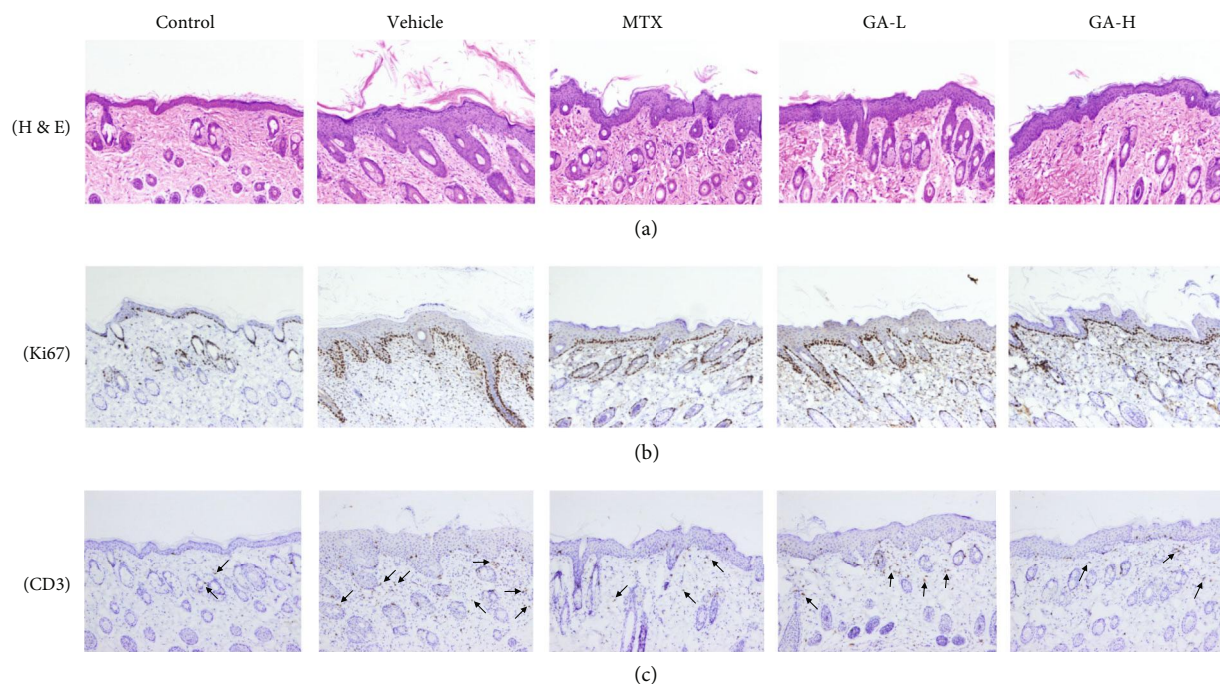 Control Vehicle MTX GA-L GA-H
(H & E)
(a)
(Ki67)
(b)
(CD3)
(c)